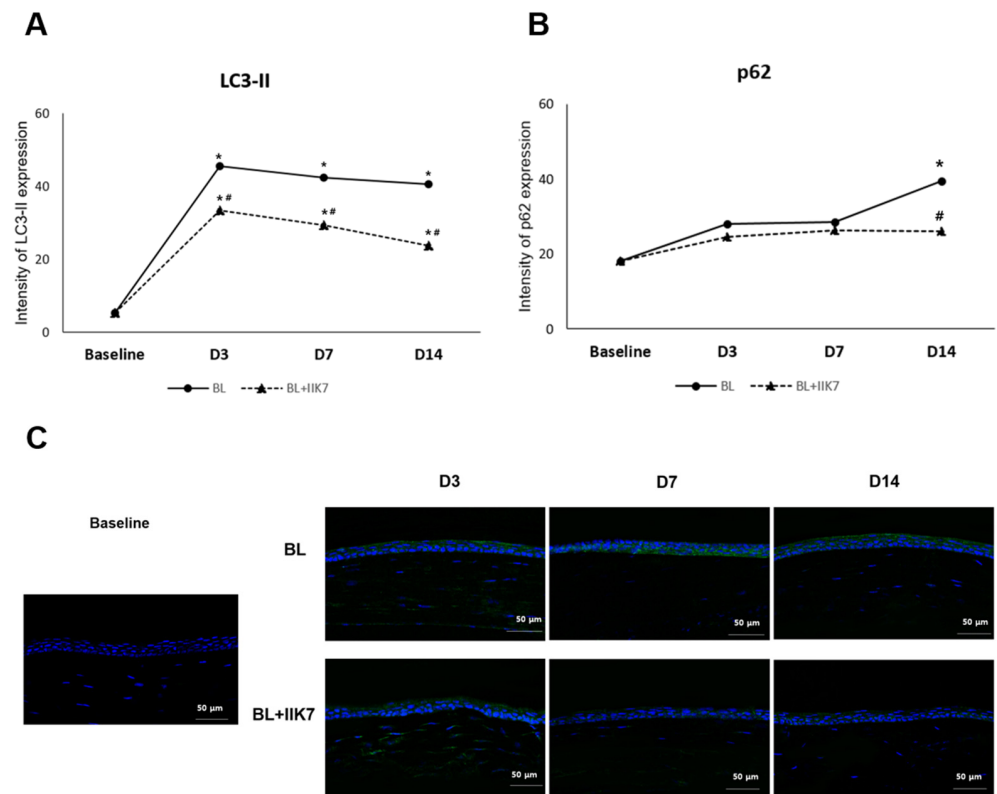 A
LC3-II
Intensity of LC3-II expression
60
40
20
0
*
*
*
*#
*#
*#
Baseline D3 D7 D14
BL BL+IIK7
B
p62
Intensity of p62 expression
60
40
20
0
*
#
Baseline D3 D7 D14
BL BL+IIK7
C
D3 D7 D14
Baseline
BL
50 µm
50 µm
50 µm
50 µm
BL+IIK7
50 µm
50 µm
50 µm